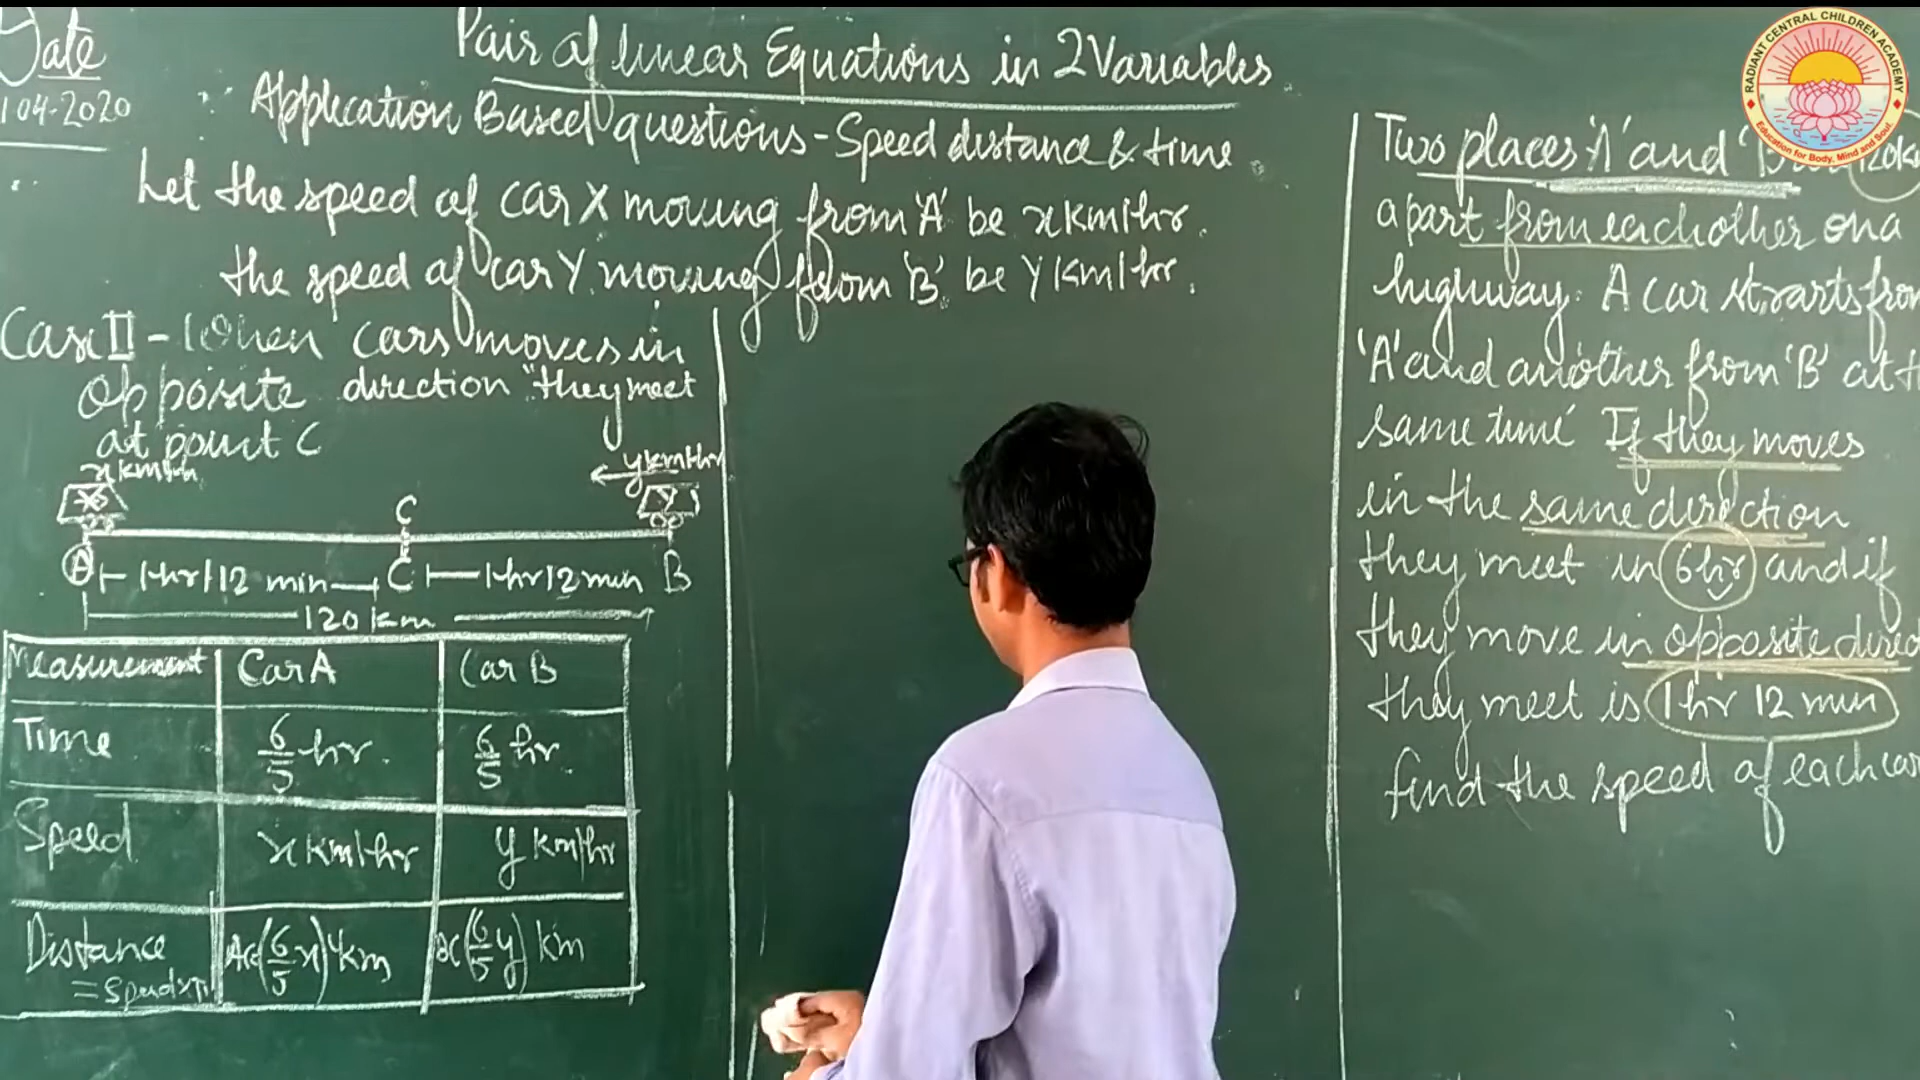 Date
104-2020
Pair of linear Equations in 2 Variables
Application Based questions - Speed distance & time
Let the speed of car X moving from 'A' be x km/hr.
the speed of car Y moving from 'B' be Y km/hr.
Case II - When cars moves in
opposite direction "they meet
at point C
x km/hr
y km/hr
X
Y
C
A 1hr/12 min C 1hr12min B
120 km
Measurement Car A Car B
Time 6/5 hr. 6/5 hr.
Speed x km/hr y km/hr
Distance AC(6/5 x) km BC(6/5 y) km
= Speed×Ti
Two places 'A' and 120k
apart from each other on a
highway. A car starts from
'A' and another from 'B' at t
same time If they moves
in the same direction
they meet in 6hr and if
they move in opposite direc
they meet is 1 hr 12 min
find the speed of each car
RADIANT CENTRAL CHILDREN ACADEMY
Education for Body, Mind and Soul.